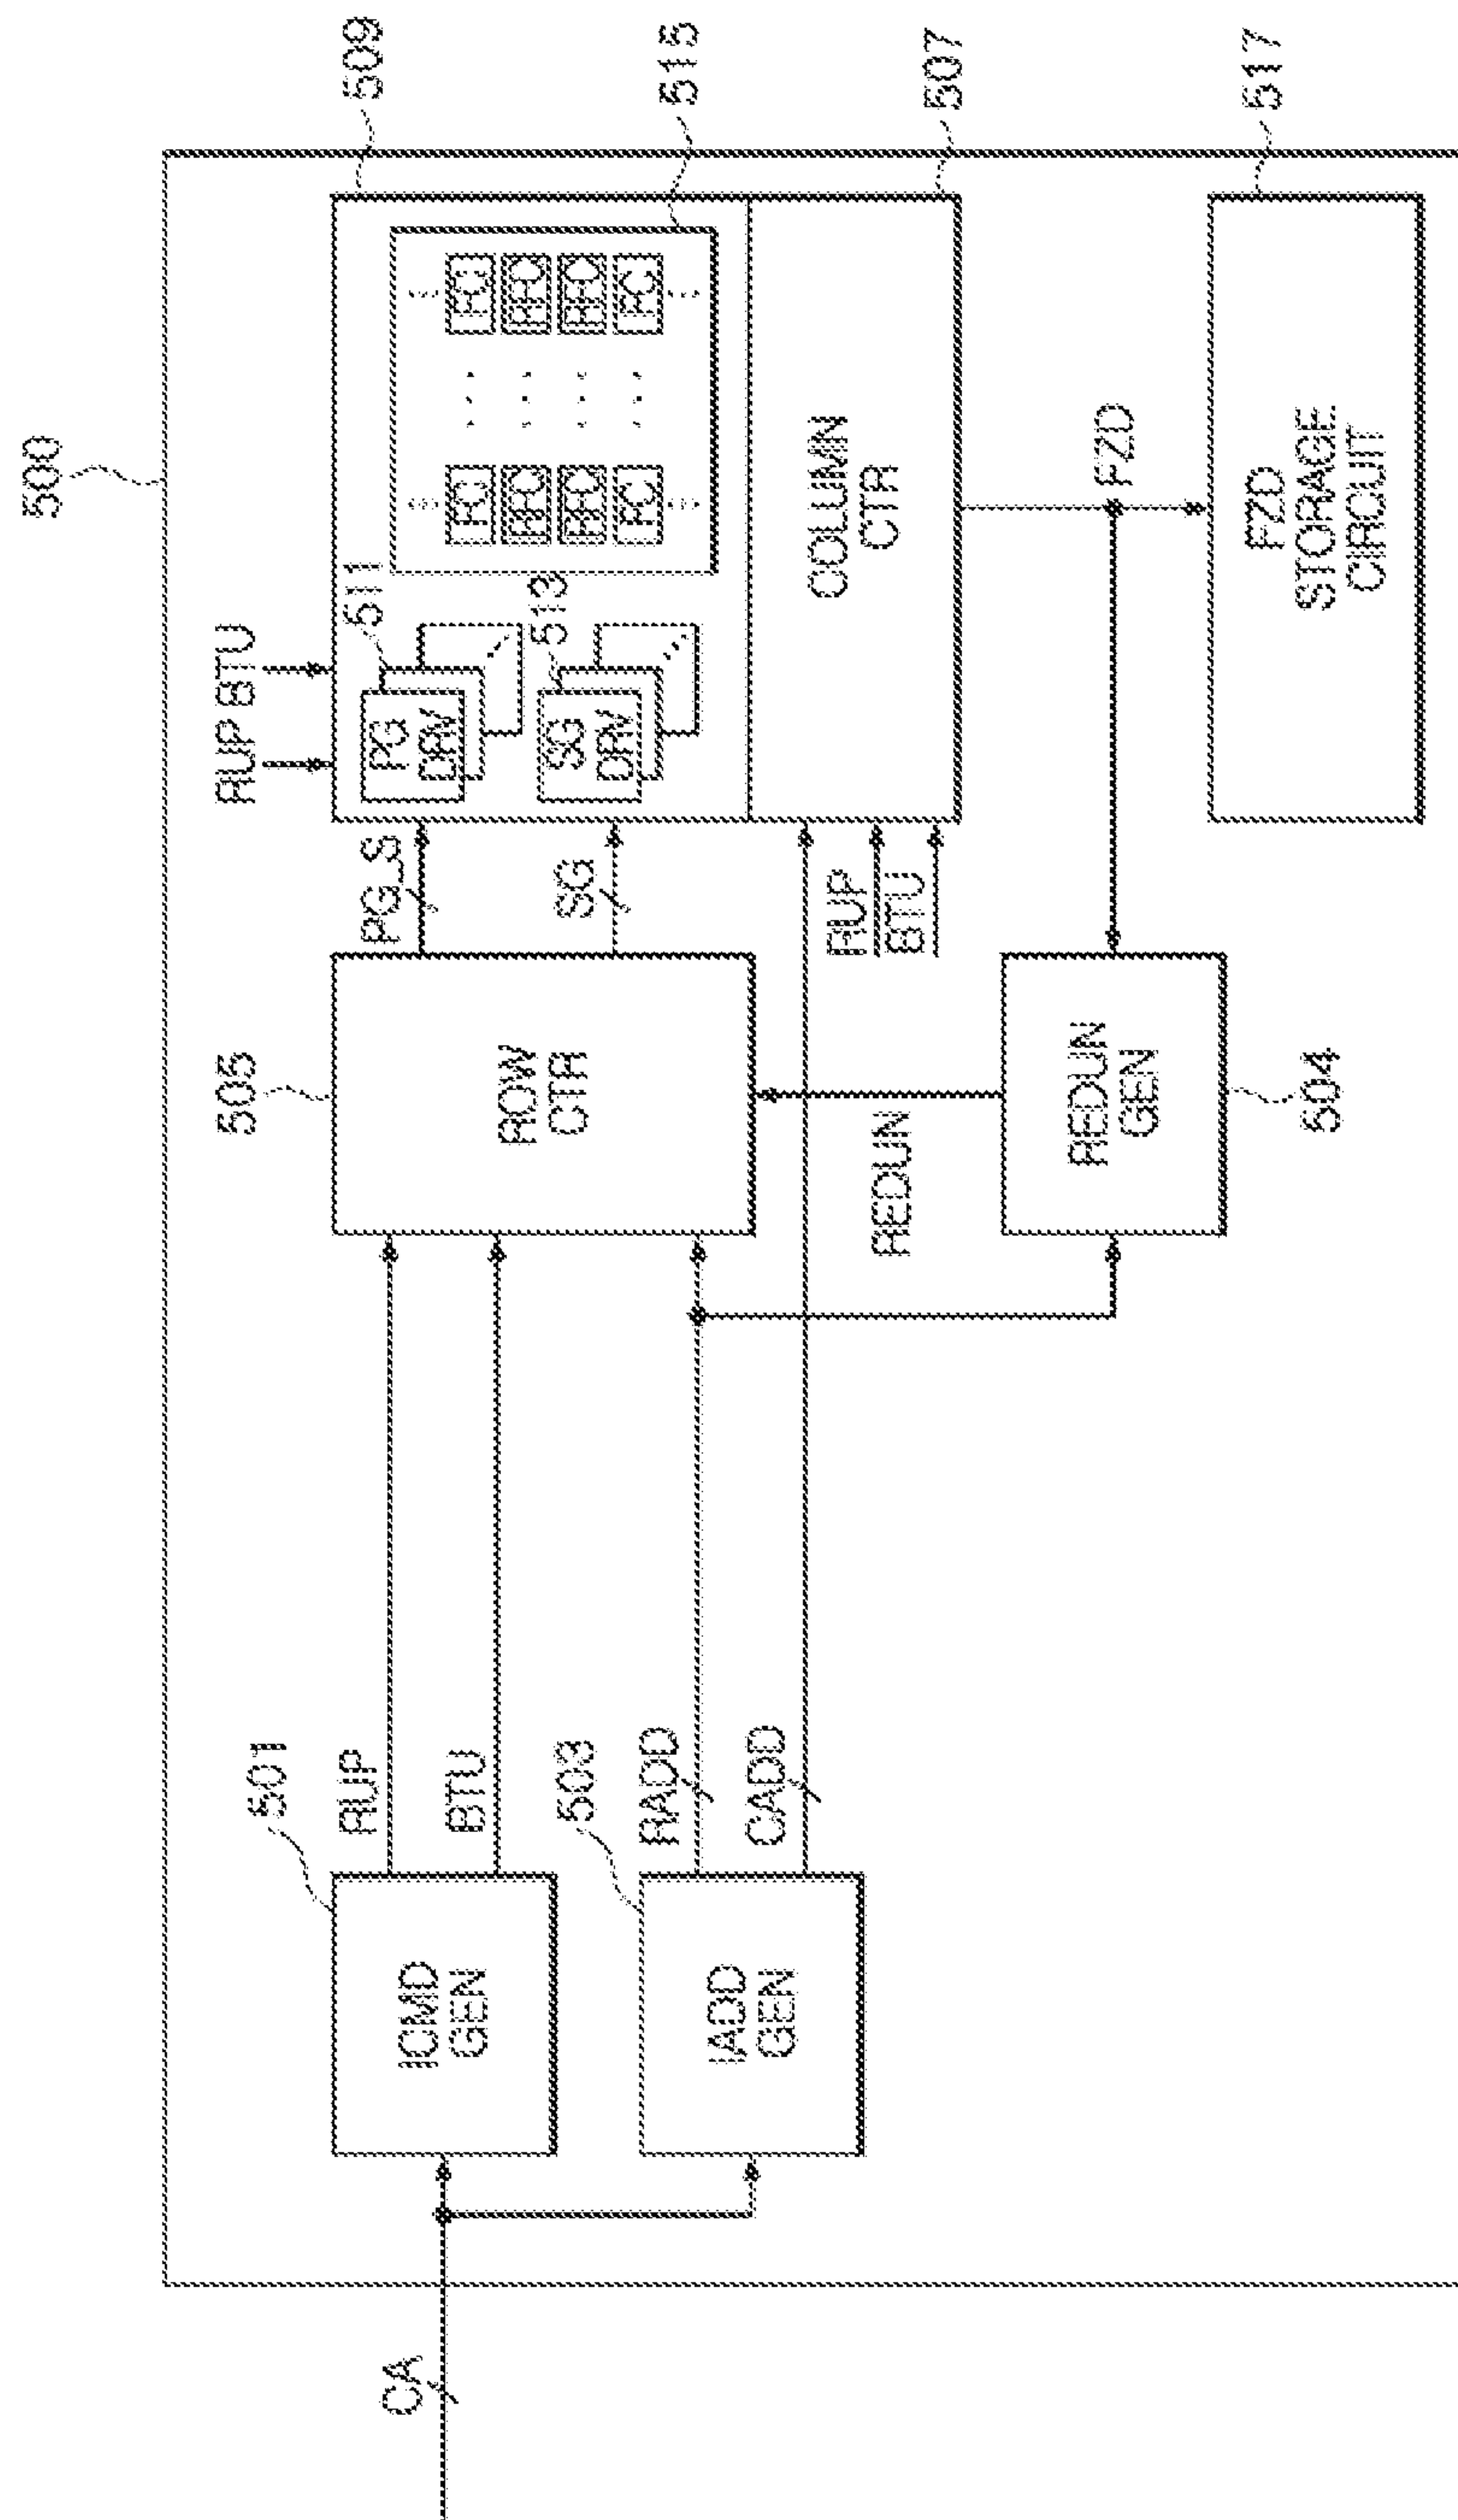 500
509
515
507
517
505
504
501
503
CA
ICMD
GEN
IADD
GEN
RUP
BTU
RADD
CADD
ROW
CTR
REDUN
REDUN
GEN
PG_S
SG
RUP
BTU
RUP BTU
511
PG
DRV
513
SG
DRV
FC
FC
RFC
RFC
RFC
RFC
FC
FC
COLUMN
CTR
FZD
FZD
STORAGE
CIRCUIT